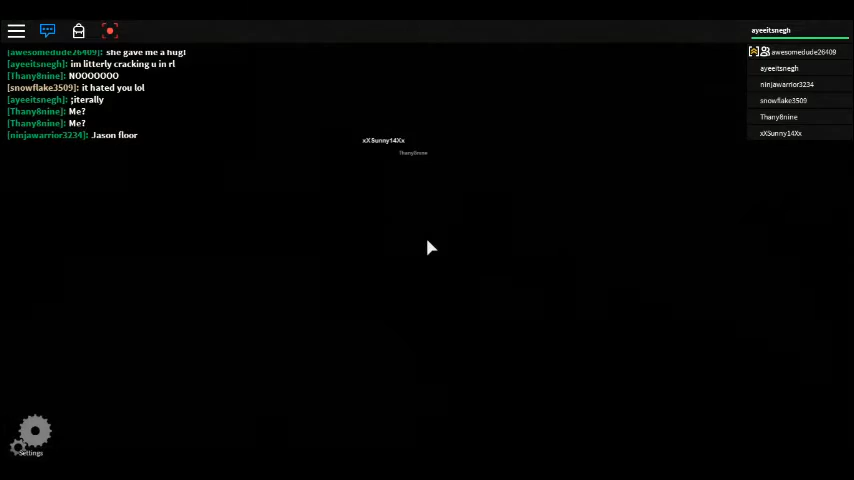 [awesomedude26409]: she gave me a hug!
[ayeeitsnegh]: im litterly cracking u in rl
[Thany8nine]: NOOOOOOO
[snowflake3509]: it hated you lol
[ayeeitsnegh]: ;iterally
[Thany8nine]: Me?
[Thany8nine]: Me?
[ninjawarrior3234]: Jason floor
xXSunny14Xx
Thany8nine
ayeeitsnegh
awesomedude26409
ayeeitsnegh
ninjawarrior3234
snowflake3509
Thany8nine
xXSunny14Xx
Settings